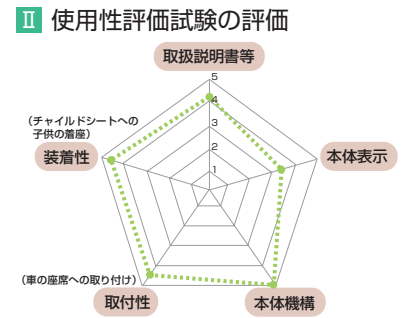 Ⅱ 使用性評価試験の評価
取扱説明書等
5
4
3
2
1
(チャイルドシートへの
子供の着座)
装着性
本体表示
(車の座席への取り付け)
取付性
本体機構